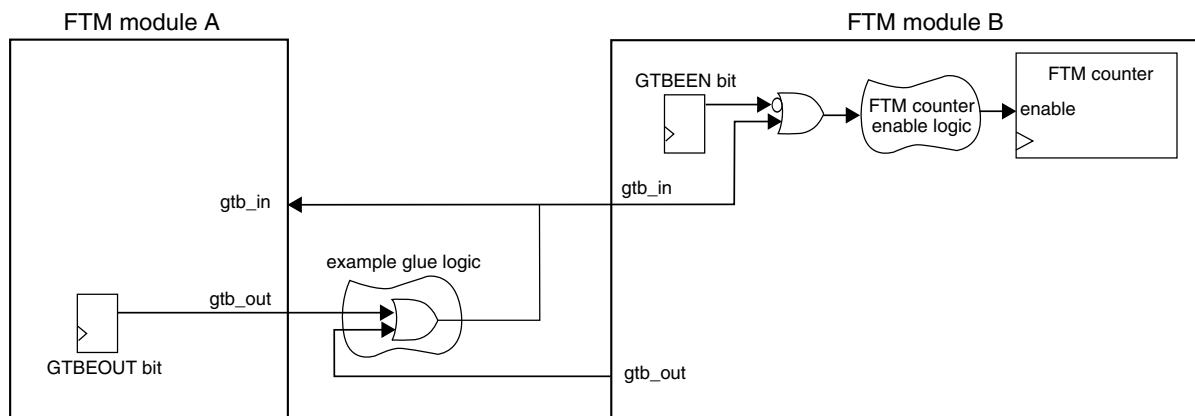 FTM module A
FTM module B
GTBEEN bit
FTM counter
enable logic
FTM counter
enable
gtb_in
gtb_in
example glue logic
gtb_out
GTBEOUT bit
gtb_out